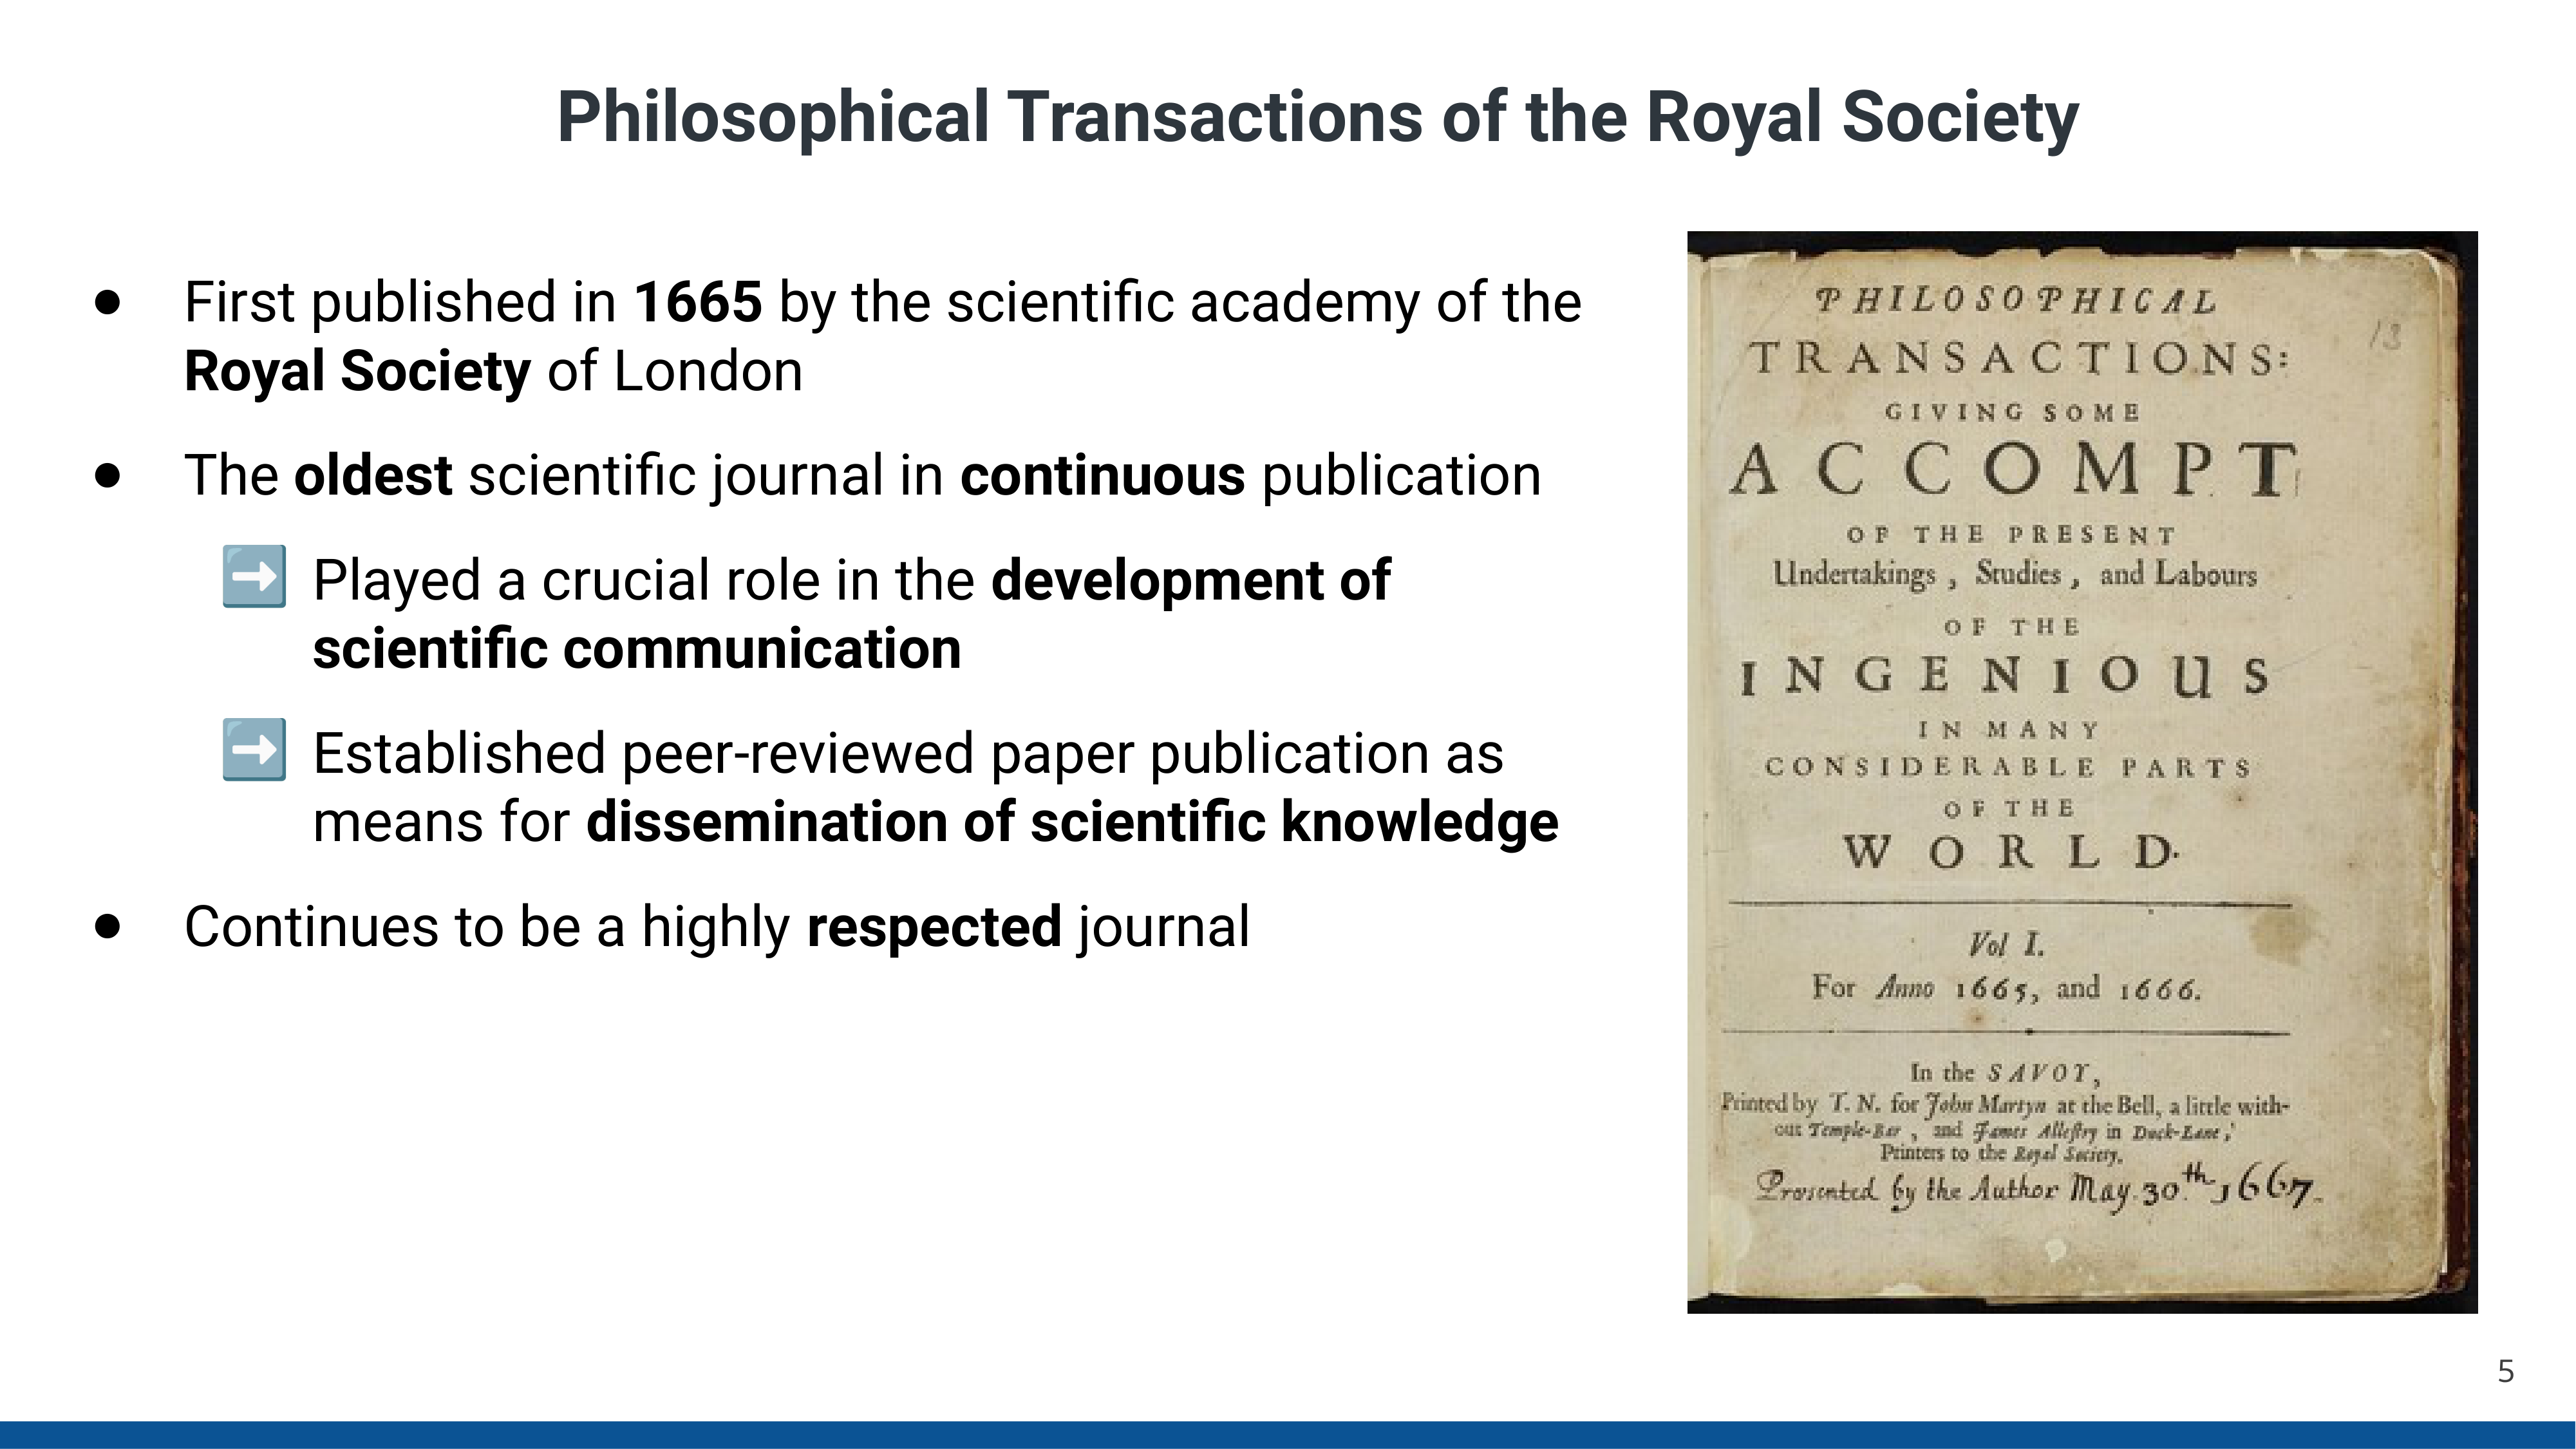 Philosophical Transactions of the Royal Society
● First published in 1665 by the scientific academy of the
Royal Society of London
● The oldest scientific journal in continuous publication
➡️ Played a crucial role in the development of
scientific communication
➡️ Established peer-reviewed paper publication as
means for dissemination of scientific knowledge
● Continues to be a highly respected journal
PHILOSOPHICAL
13
TRANSACTIONS:
GIVING SOME
ACCOMPT
OF THE PRESENT
Undertakings, Studies, and Labours
OF THE
INGENIOUS
IN MANY
CONSIDERABLE PARTS
OF THE
WORLD.
Vol I.
For Anno 1665, and 1666.
In the SAVOY,
Printed by T. N. for John Martyn at the Bell, a little with-
out Temple-Bar, and James Allestry in Duck-Lane,
Printers to the Royal Society.
Presented by the Author May. 30th 1667.
5